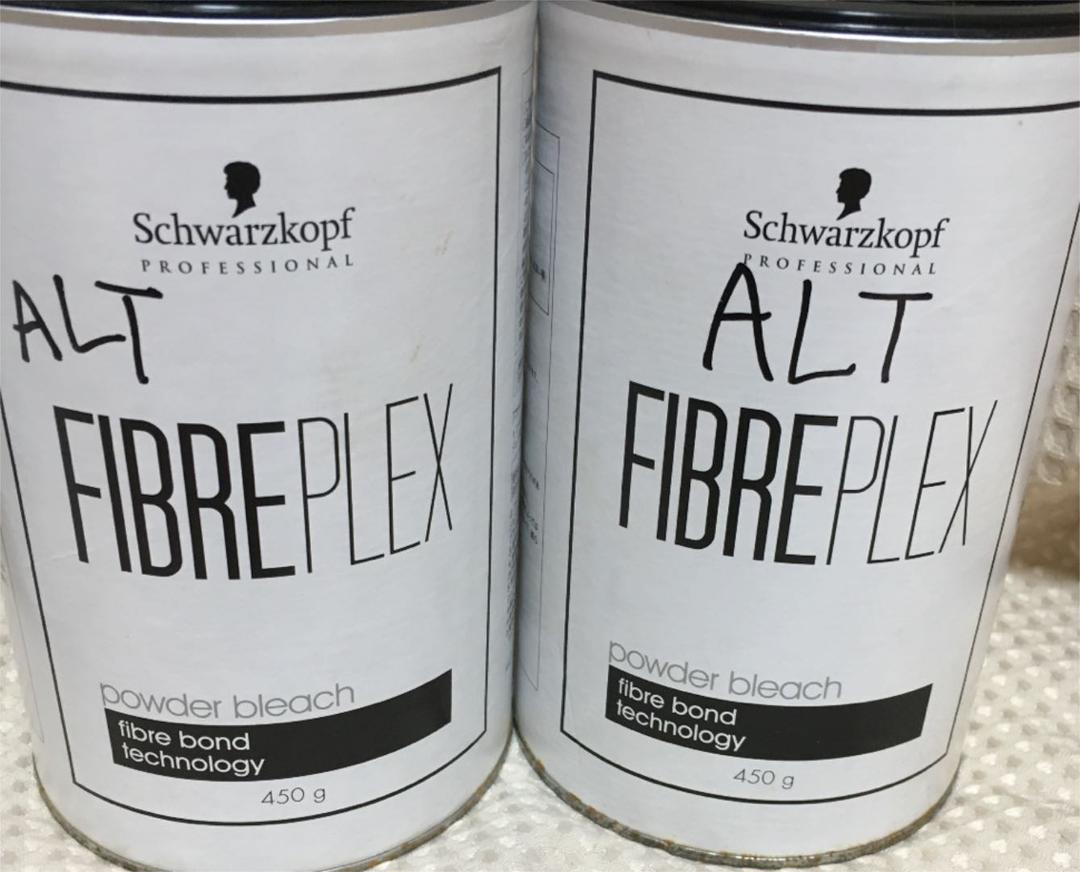 Schwarzkopf
PROFESSIONAL
ALT
FIBREPLEX
powder bleach
fibre bond
technology
450 g
Schwarzkopf
PROFESSIONAL
ALT
FIBREPLEX
powder bleach
fibre bond
technology
450 g